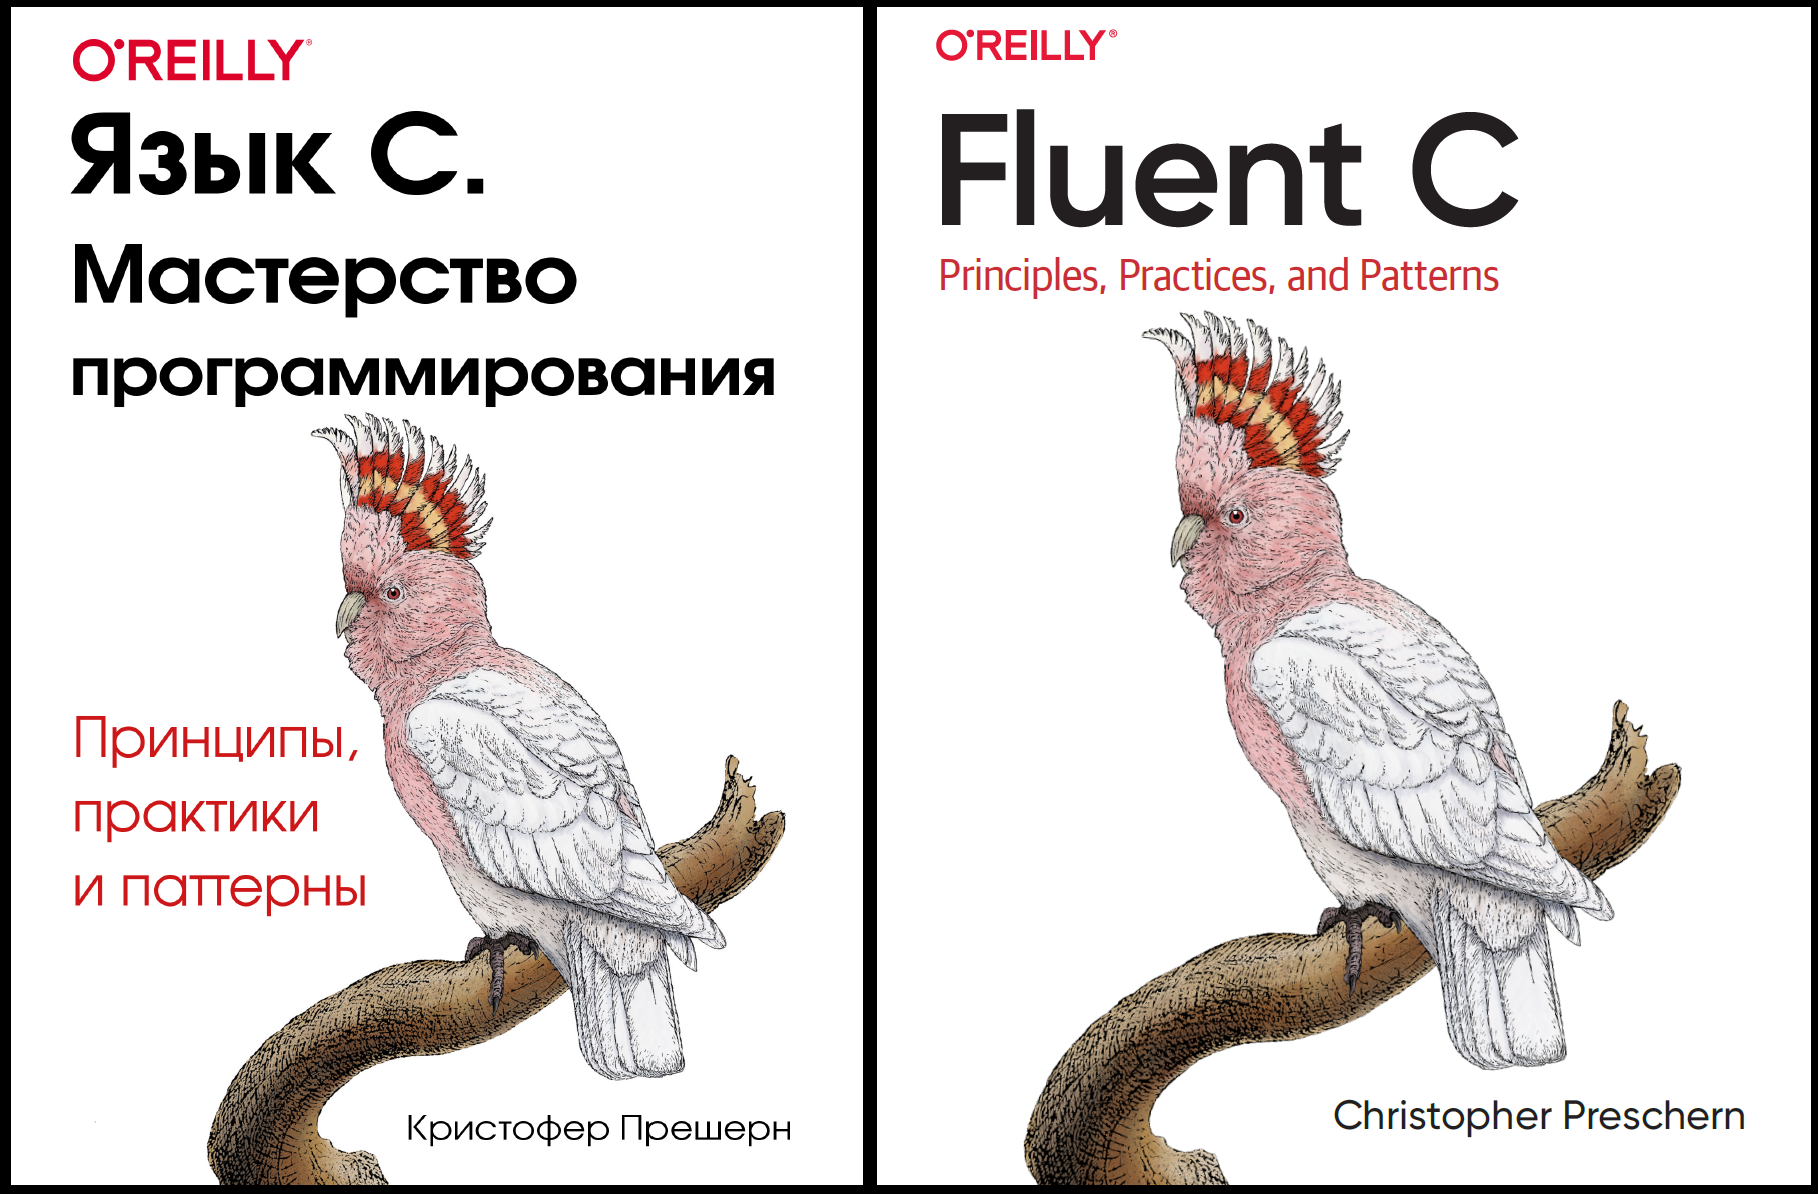 O'REILLY®
Язык C.
Мастерство
программирования
Принципы,
практики
и паттерны
Кристофер Прешерн
O'REILLY®
Fluent C
Principles, Practices, and Patterns
Christopher Preschern